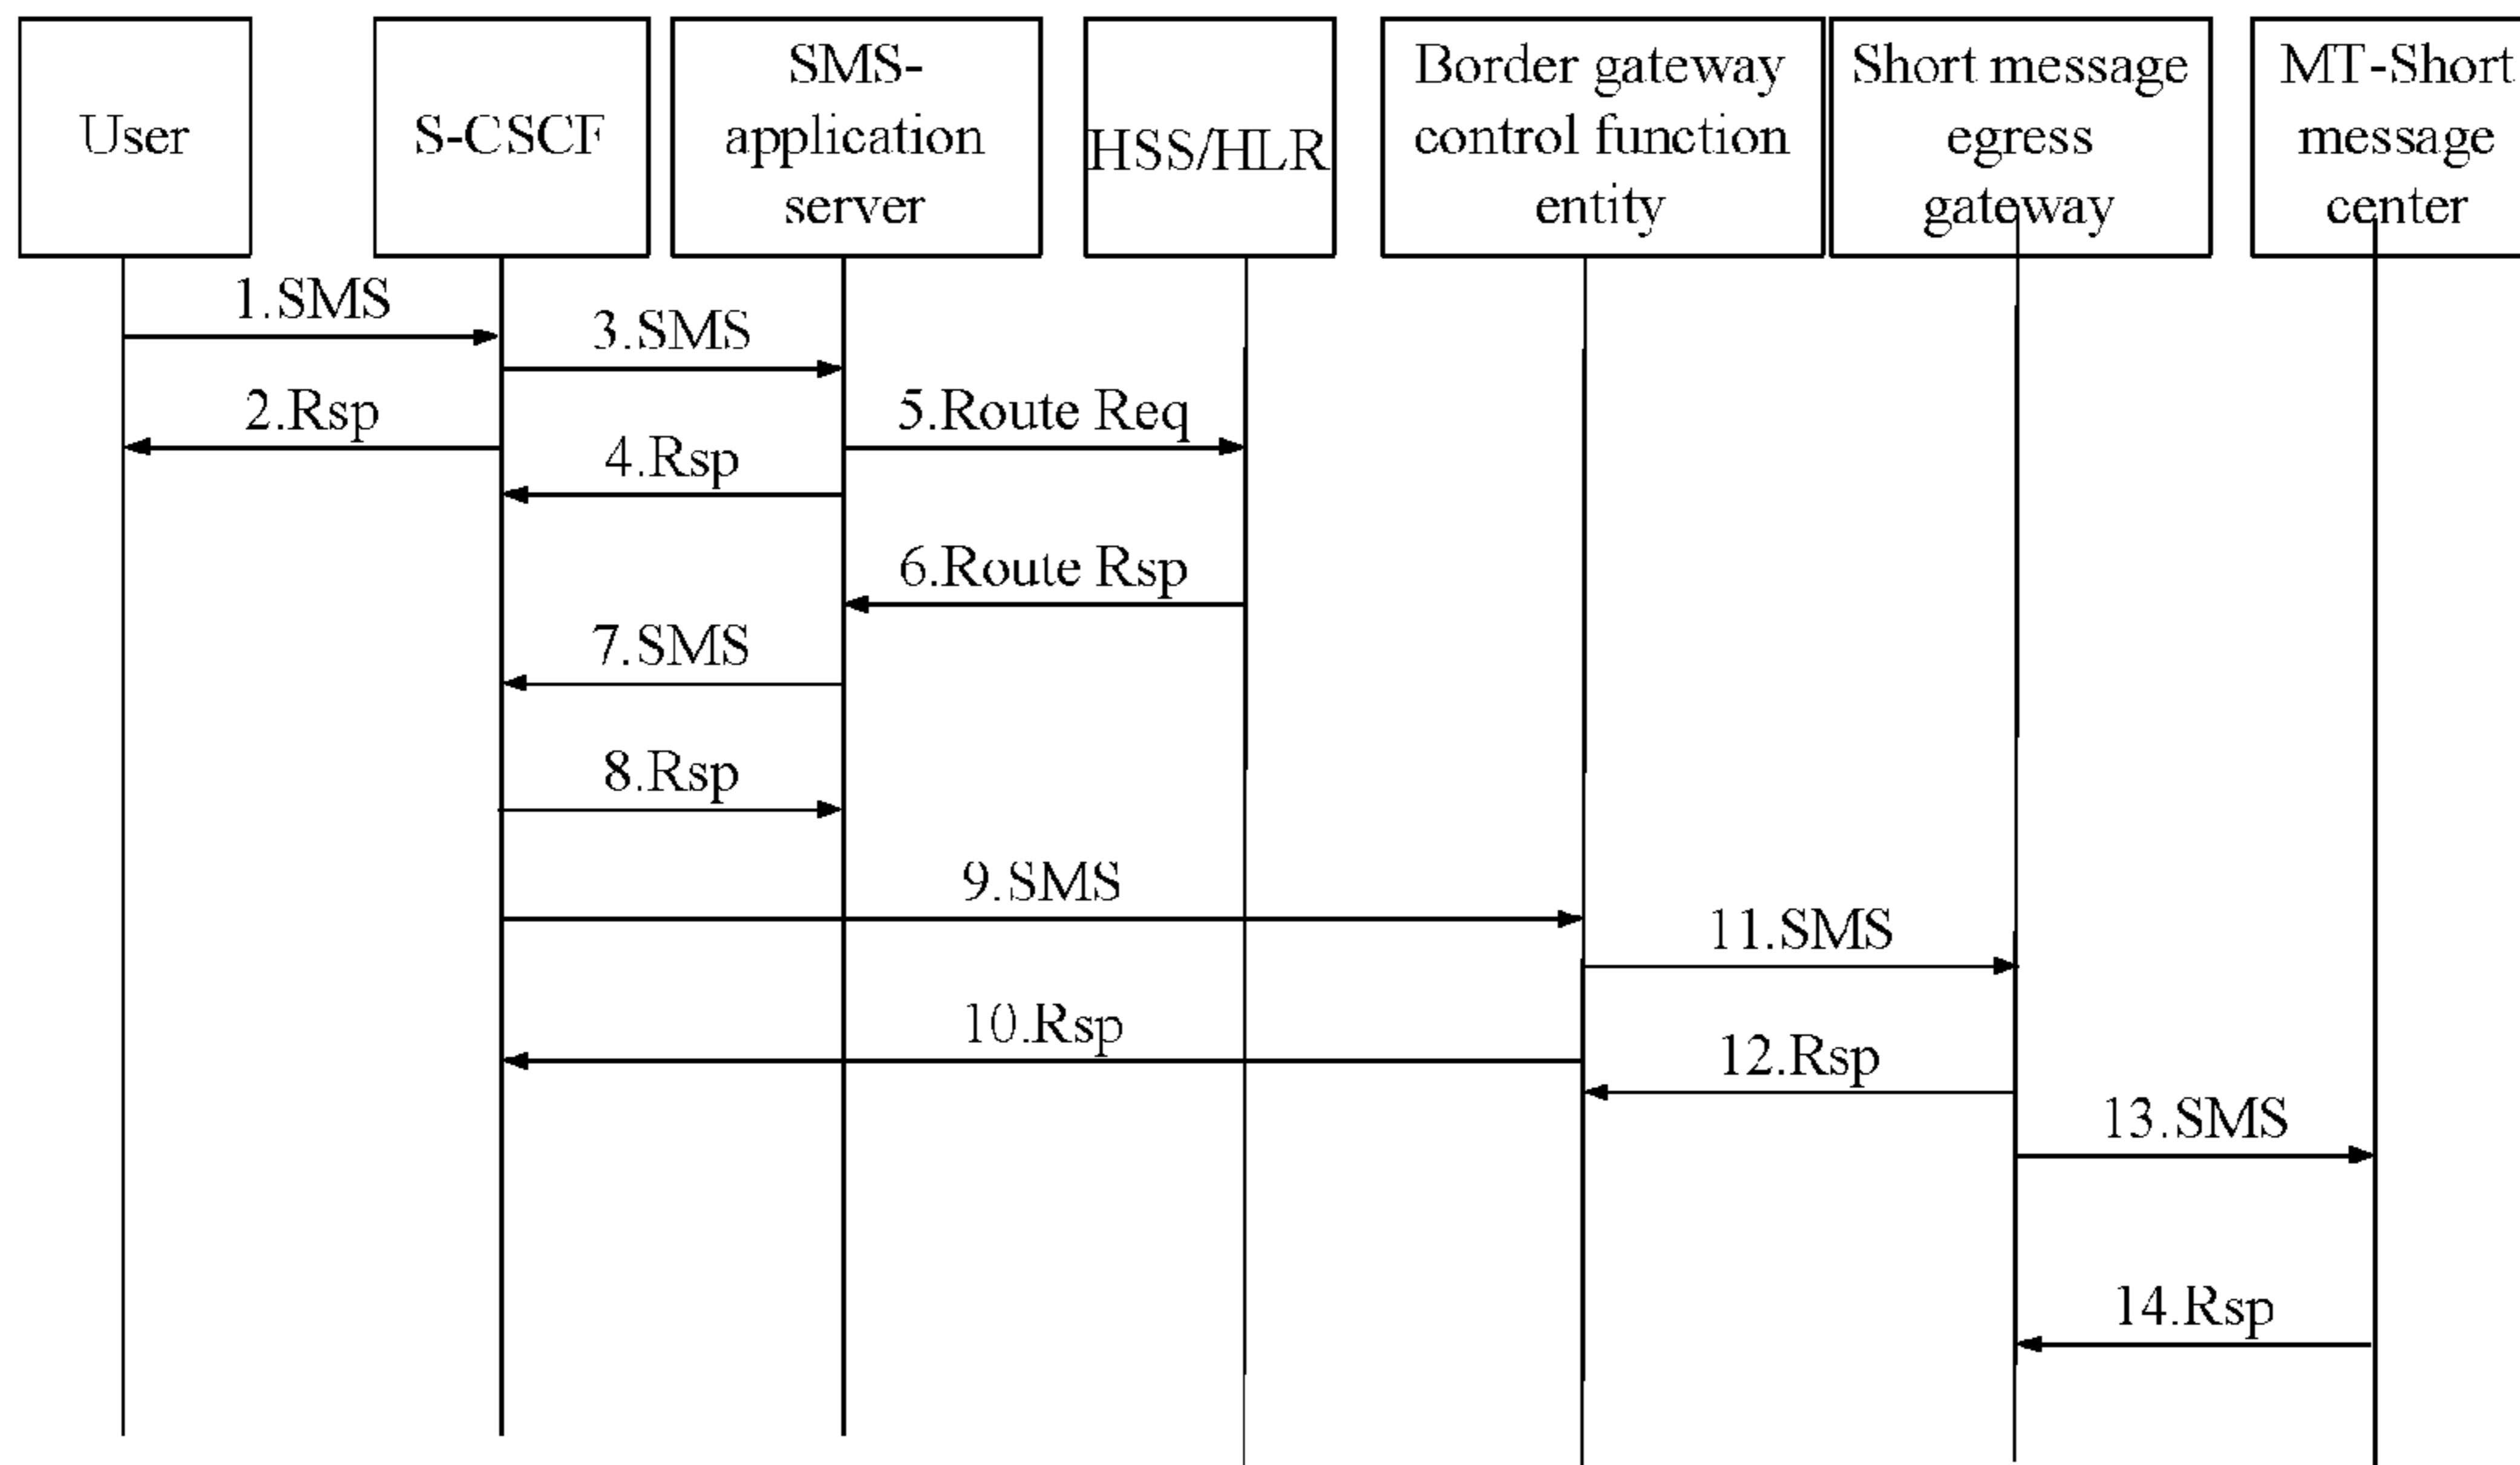 User
S-CSCF
SMS-
application
server
HSS/HLR
Border gateway
control function
entity
Short message
egress
gateway
MT-Short
message
center
1.SMS
3.SMS
2.Rsp
5.Route Req
4.Rsp
6.Route Rsp
7.SMS
8.Rsp
9.SMS
11.SMS
10.Rsp
12.Rsp
13.SMS
14.Rsp